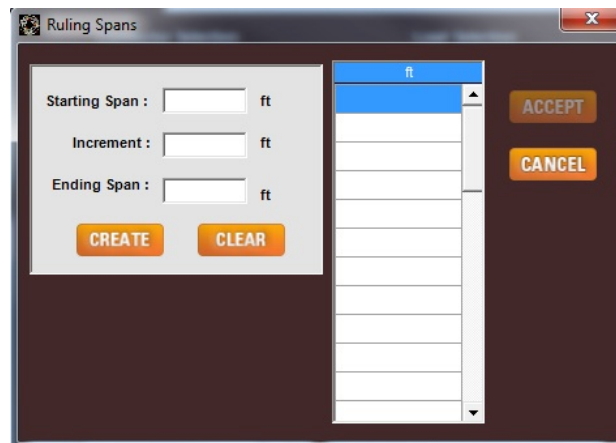 Ruling Spans
Starting Span : ft
Increment : ft
Ending Span : ft
CREATE CLEAR
ft
ACCEPT
CANCEL